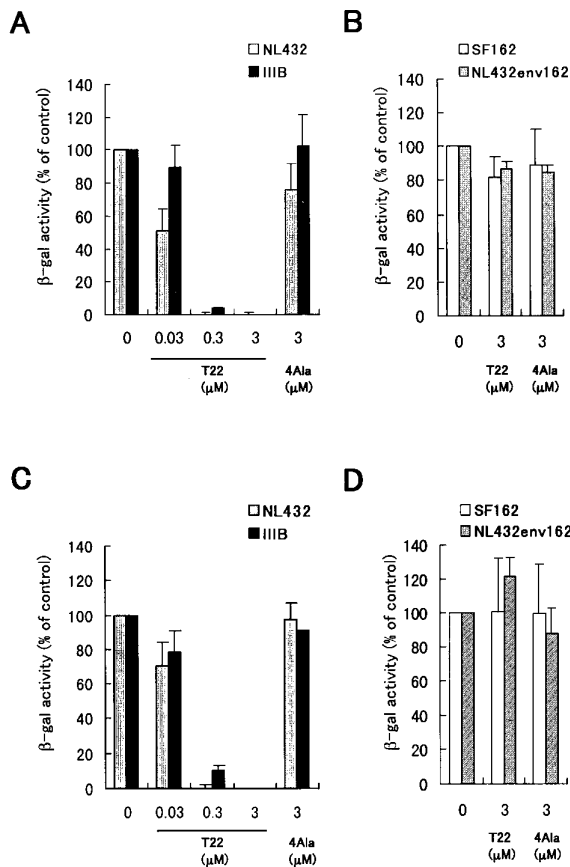 A
NL432
IIIB
β-gal activity (% of control)
140
120
100
80
60
40
20
0
0 0.03 0.3 3 3
T22 4Ala
(μM) (μM)
B
SF162
NL432env162
β-gal activity (% of control)
140
120
100
80
60
40
20
0
0 3 3
T22 4Ala
(μM) (μM)
C
NL432
IIIB
β-gal activity (% of control)
140
120
100
80
60
40
20
0
0 0.03 0.3 3 3
T22 4Ala
(μM) (μM)
D
SF162
NL432env162
β-gal activity (% of control)
140
120
100
80
60
40
20
0
0 3 3
T22 4Ala
(μM) (μM)